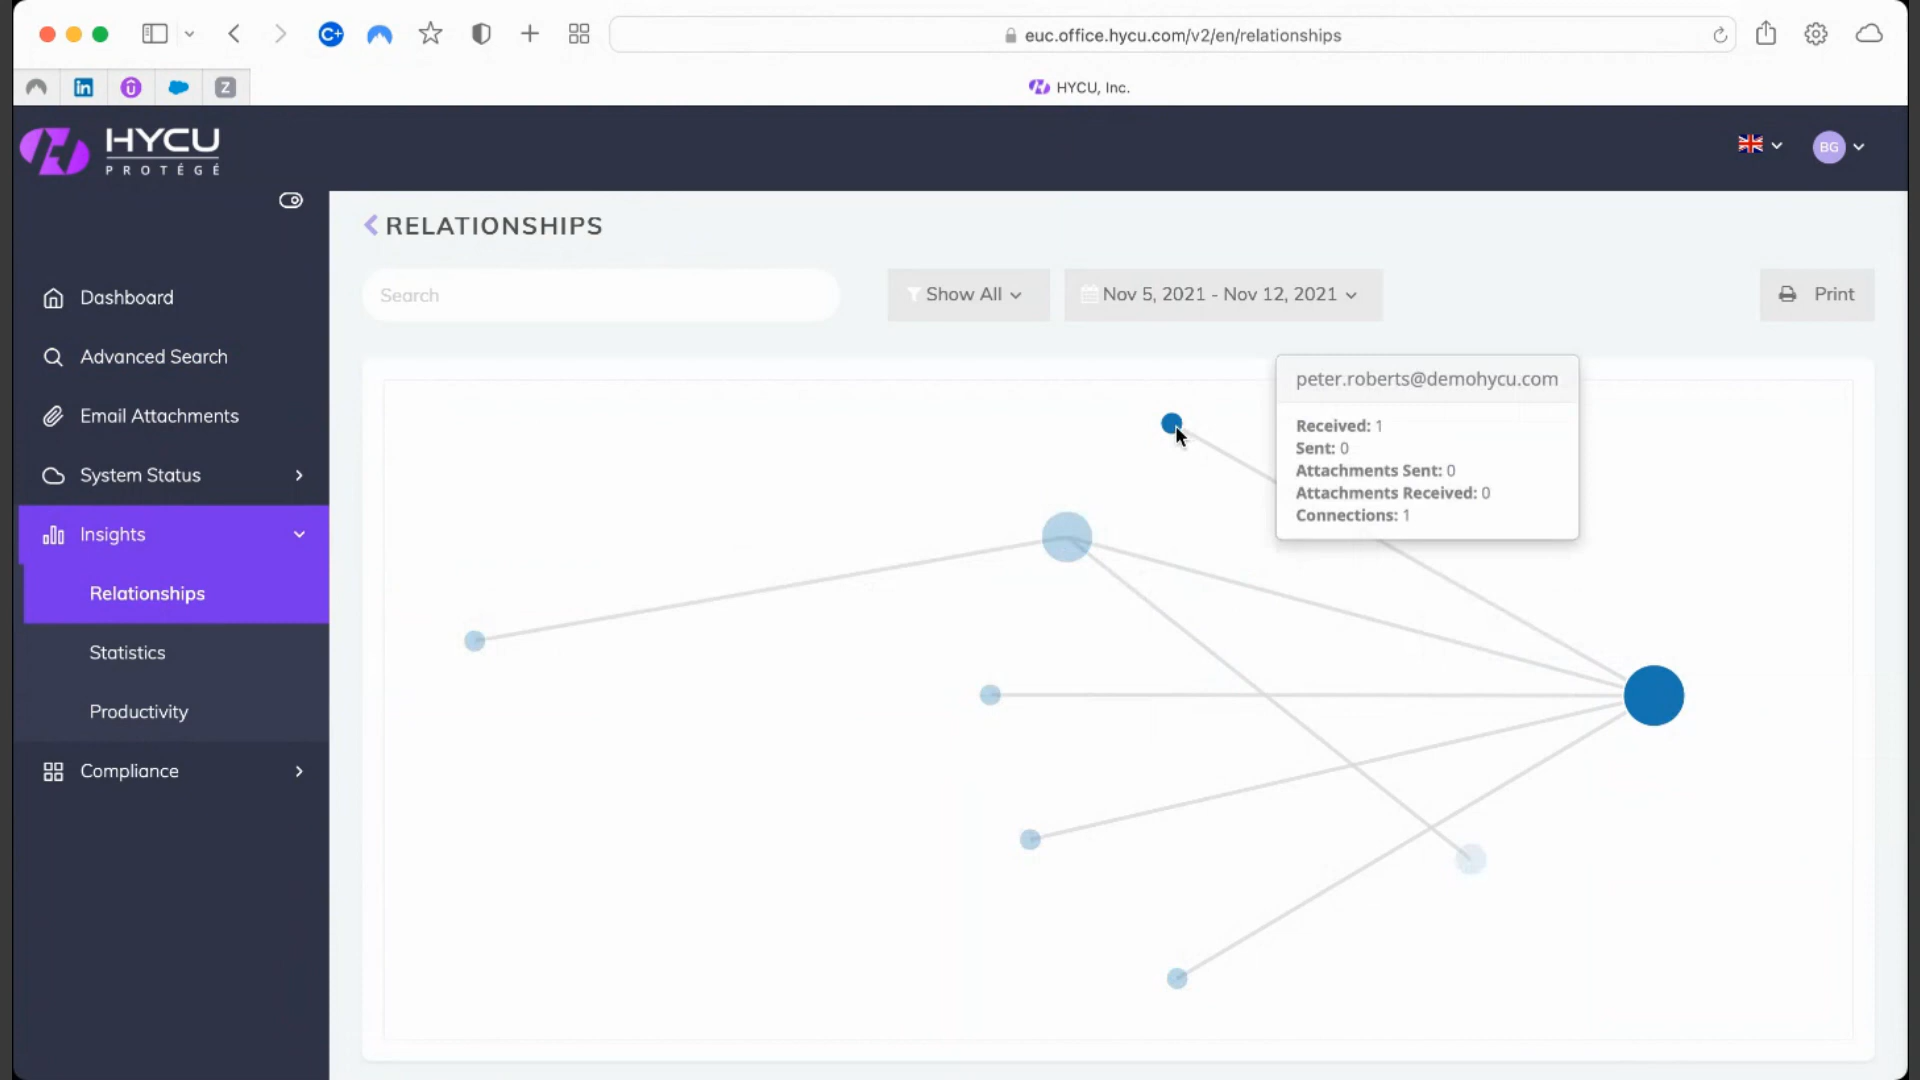 euc.office.hycu.com/v2/en/relationships
in
Z
HYCU, Inc.
HYCU
PROTÉGÉ
BG
RELATIONSHIPS
Search
Show All
Nov 5, 2021 - Nov 12, 2021
Print
Dashboard
Advanced Search
Email Attachments
System Status
Insights
Relationships
Statistics
Productivity
Compliance
peter.roberts@demohycu.com
Received: 1
Sent: 0
Attachments Sent: 0
Attachments Received: 0
Connections: 1